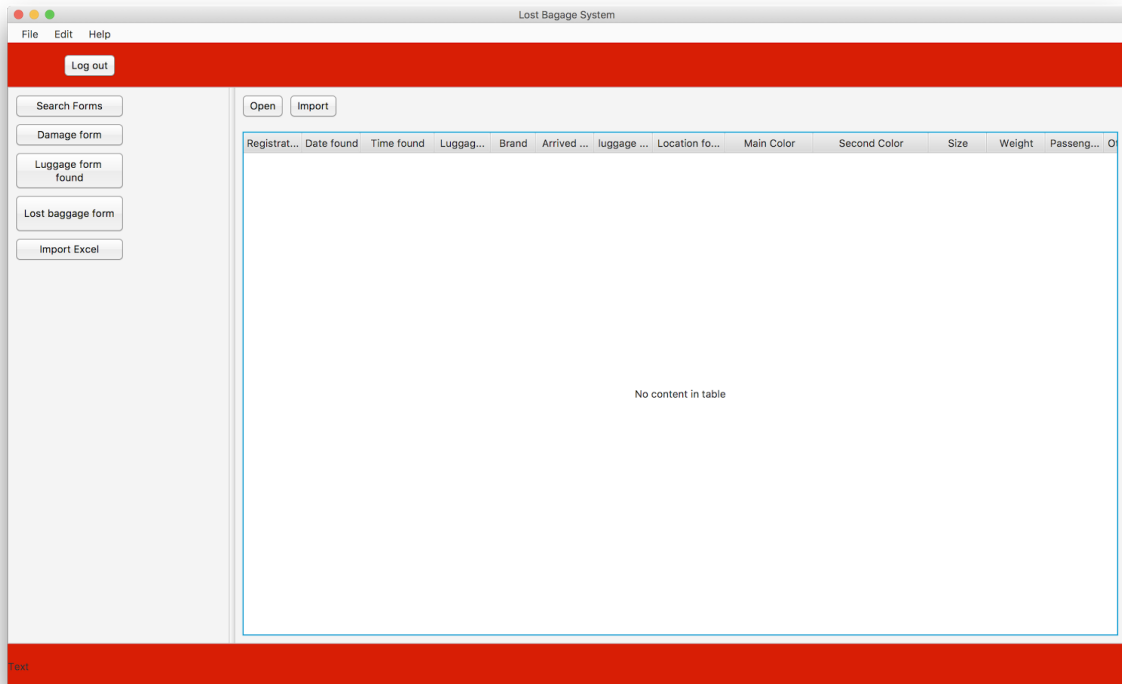 Lost Bagage System
File Edit Help
Log out
Search Forms
Damage form
Luggage form
found
Lost baggage form
Import Excel
Open Import
Registrat... Date found Time found Luggag... Brand Arrived ... luggage ... Location fo... Main Color Second Color Size Weight Passeng... Ot
No content in table
Text